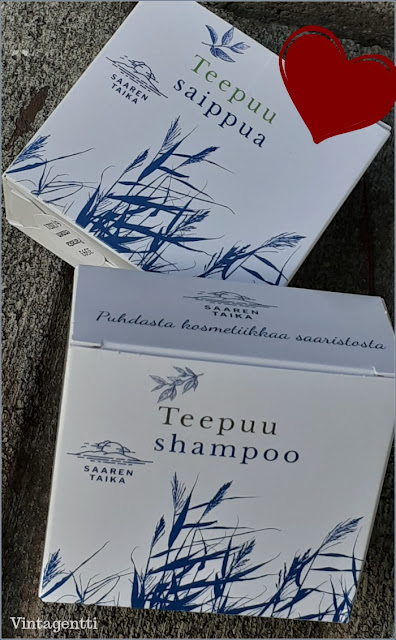 Teepuu
saippua
SAAREN
TAIKA
SAAREN
TAIKA
Puhdasta kosmetiikkaa saaristosta
Teepuu
shampoo
SAAREN
TAIKA
Vintagentti